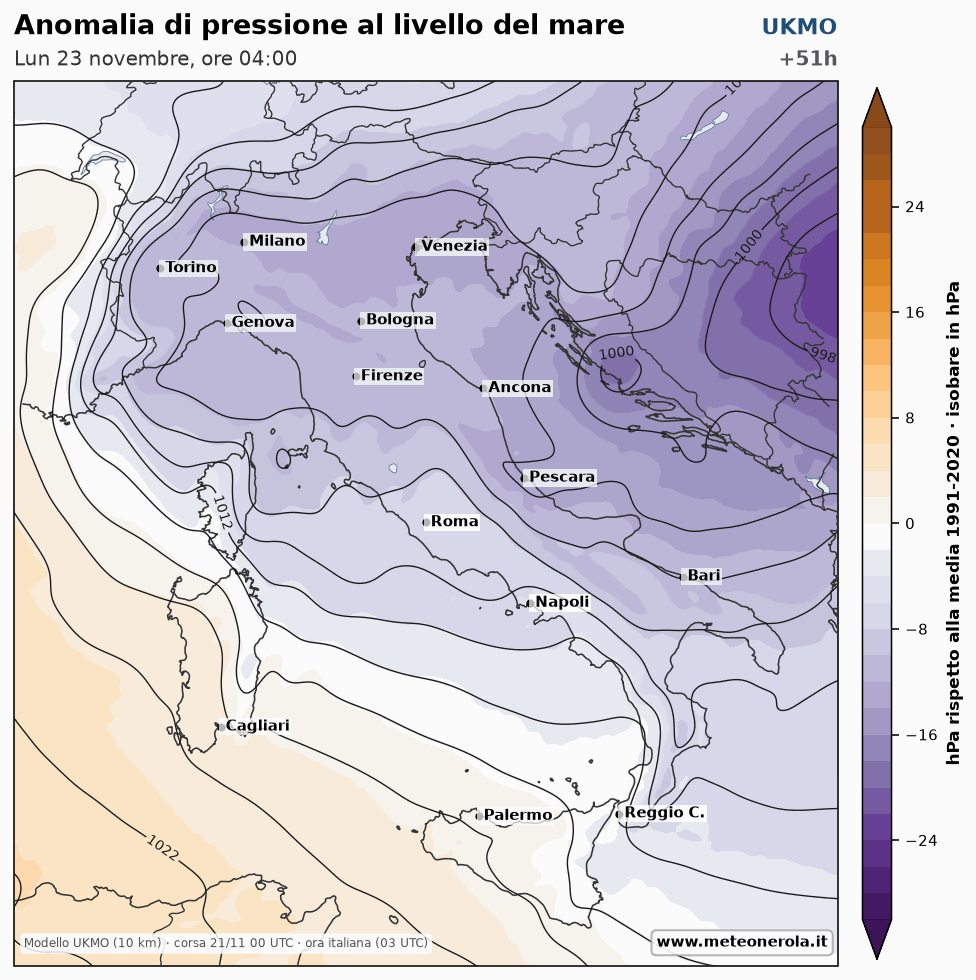 Anomalia di pressione al livello del mare
UKMO
Lun 23 novembre, ore 04:00
+51h
1000
Milano
Venezia
Torino
Genova
Bologna
1000
998
Firenze
Ancona
Pescara
1012
Roma
Bari
Napoli
Cagliari
Palermo
Reggio C.
1022
24
16
8
0
−8
−16
−24
hPa rispetto alla media 1991-2020 · isobare in hPa
Modello UKMO (10 km) · corsa 21/11 00 UTC · ora italiana (03 UTC)
www.meteonerola.it